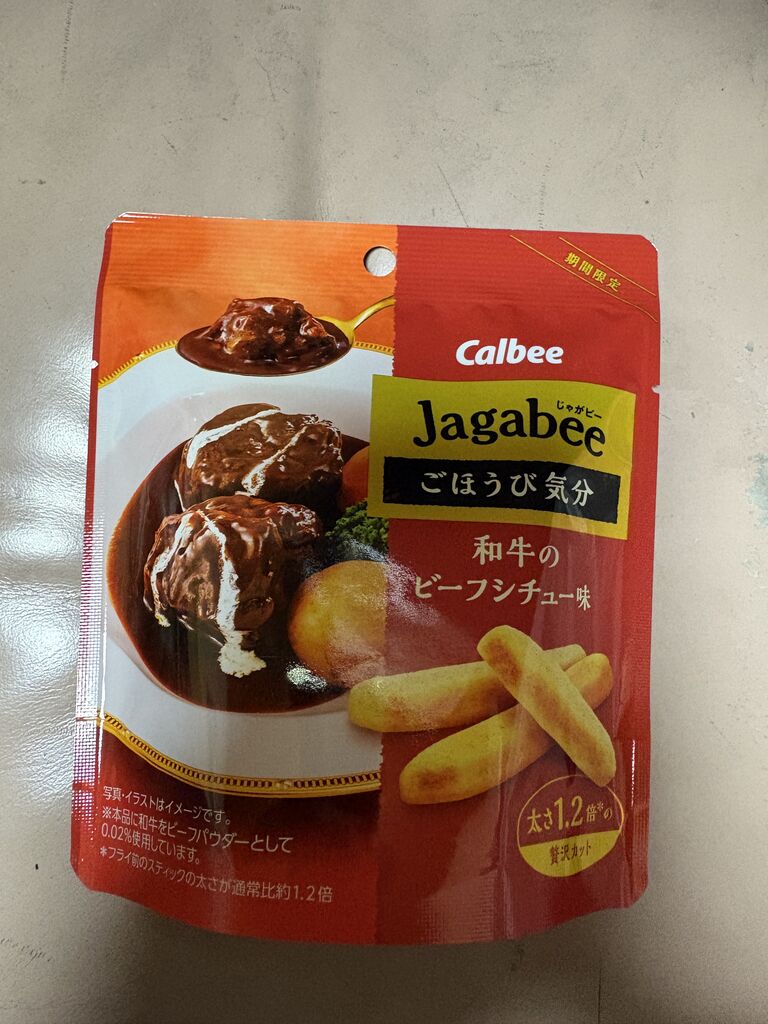 期間限定
Calbee
じゃがビー
Jagabee
ごほうび気分
和牛の
ビーフシチュー味
太さ1.2倍*の
贅沢カット
写真・イラストはイメージです。
※本品に和牛をビーフパウダーとして
0.02%使用しています。
*フライ前のスティックの太さが通常比約1.2倍